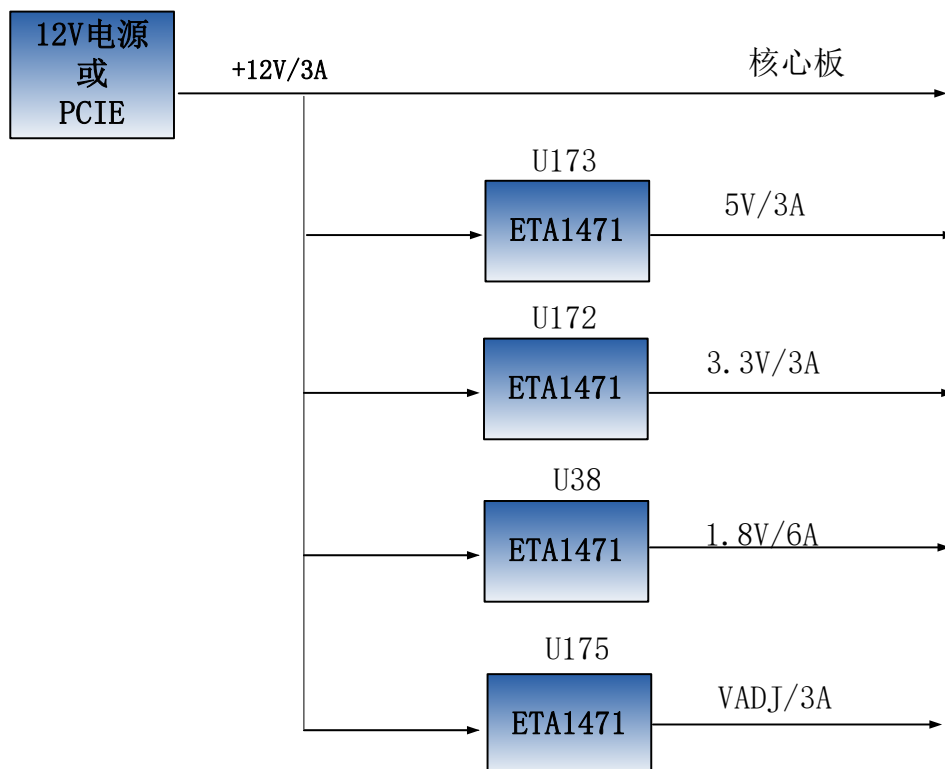 12V电源
或
PCIE
+12V/3A
核心板
U173
ETA1471
5V/3A
U172
ETA1471
3.3V/3A
U38
ETA1471
1.8V/6A
U175
ETA1471
VADJ/3A